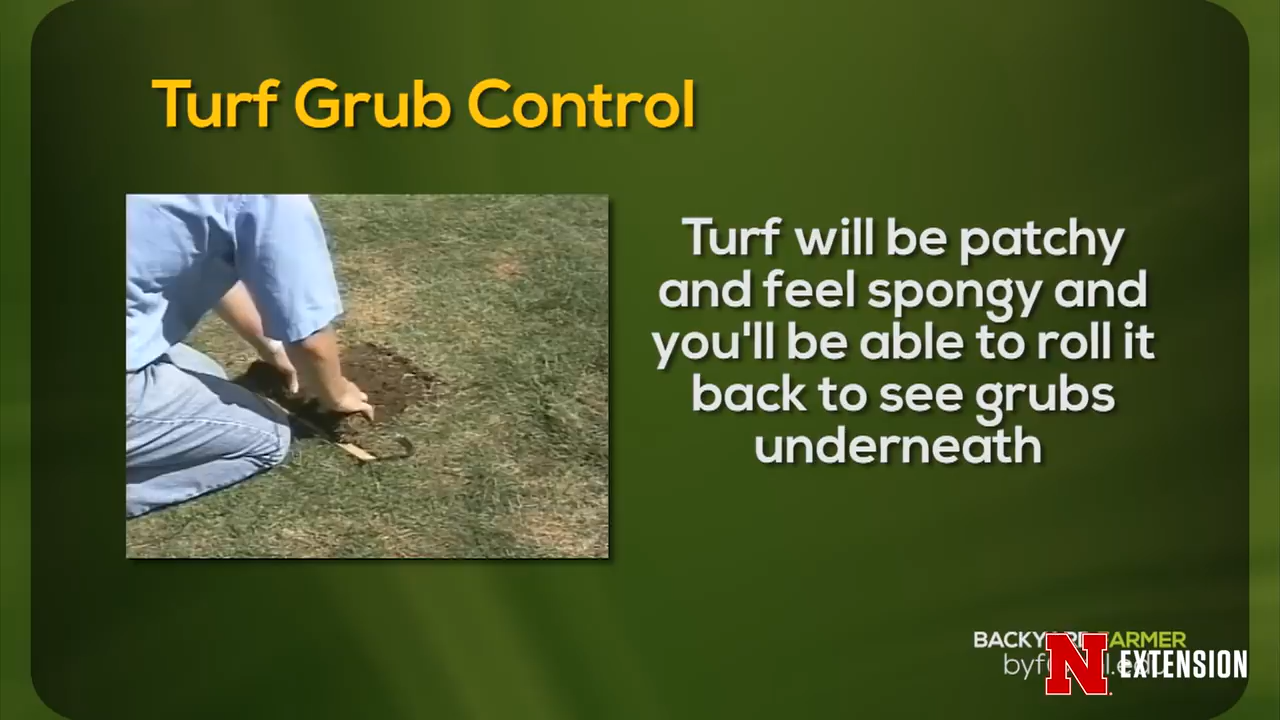 Turf Grub Control
Turf will be patchy
and feel spongy and
you'll be able to roll it
back to see grubs
underneath
N EXTENSION